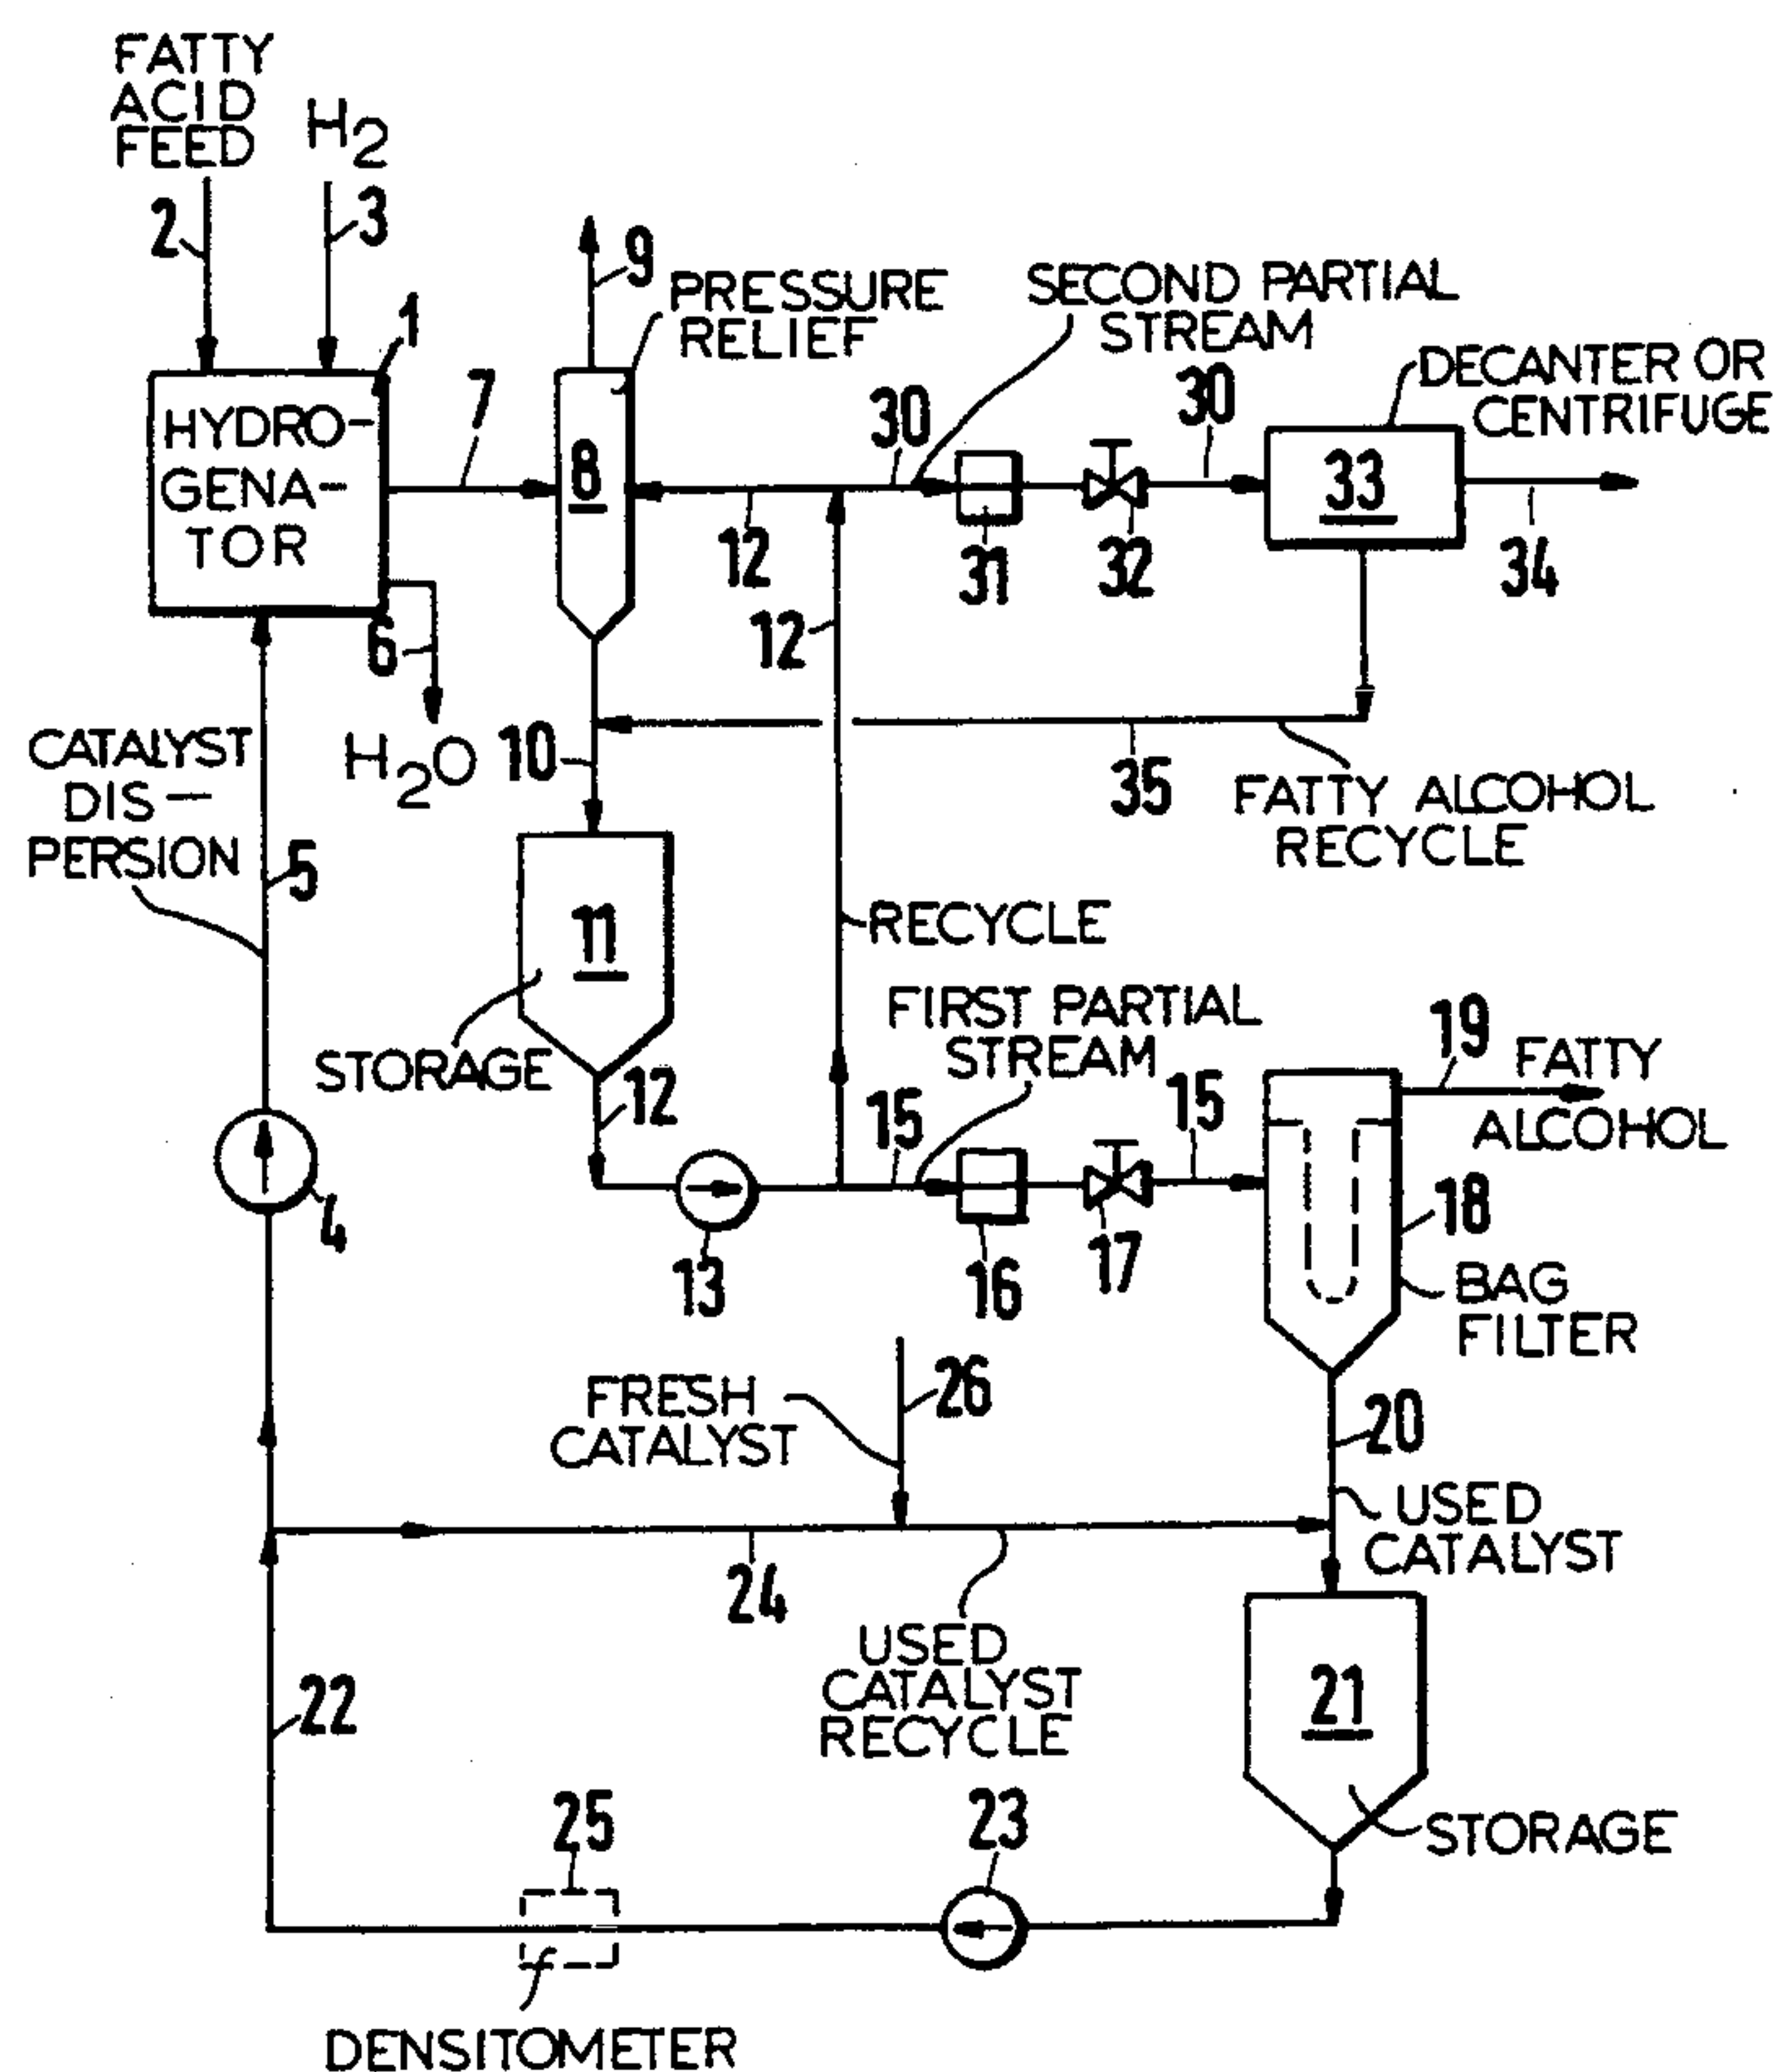 FATTY
ACID
FEED
H2
2
3
1
9
PRESSURE
RELIEF
SECOND PARTIAL
STREAM
DECANTER OR
CENTRIFUGE
HYDRO-
GENA-
TOR
7
8
30
30
33
12
31
32
34
6
12
H2O
10
35
FATTY ALCOHOL
RECYCLE
CATALYST
DIS-
PERSION
5
11
RECYCLE
STORAGE
12
FIRST PARTIAL
STREAM
15
15
19
FATTY
ALCOHOL
4
13
16
17
18
BAG
FILTER
FRESH
CATALYST
26
20
USED
CATALYST
24
USED
CATALYST
RECYCLE
21
22
STORAGE
25
23
DENSITOMETER